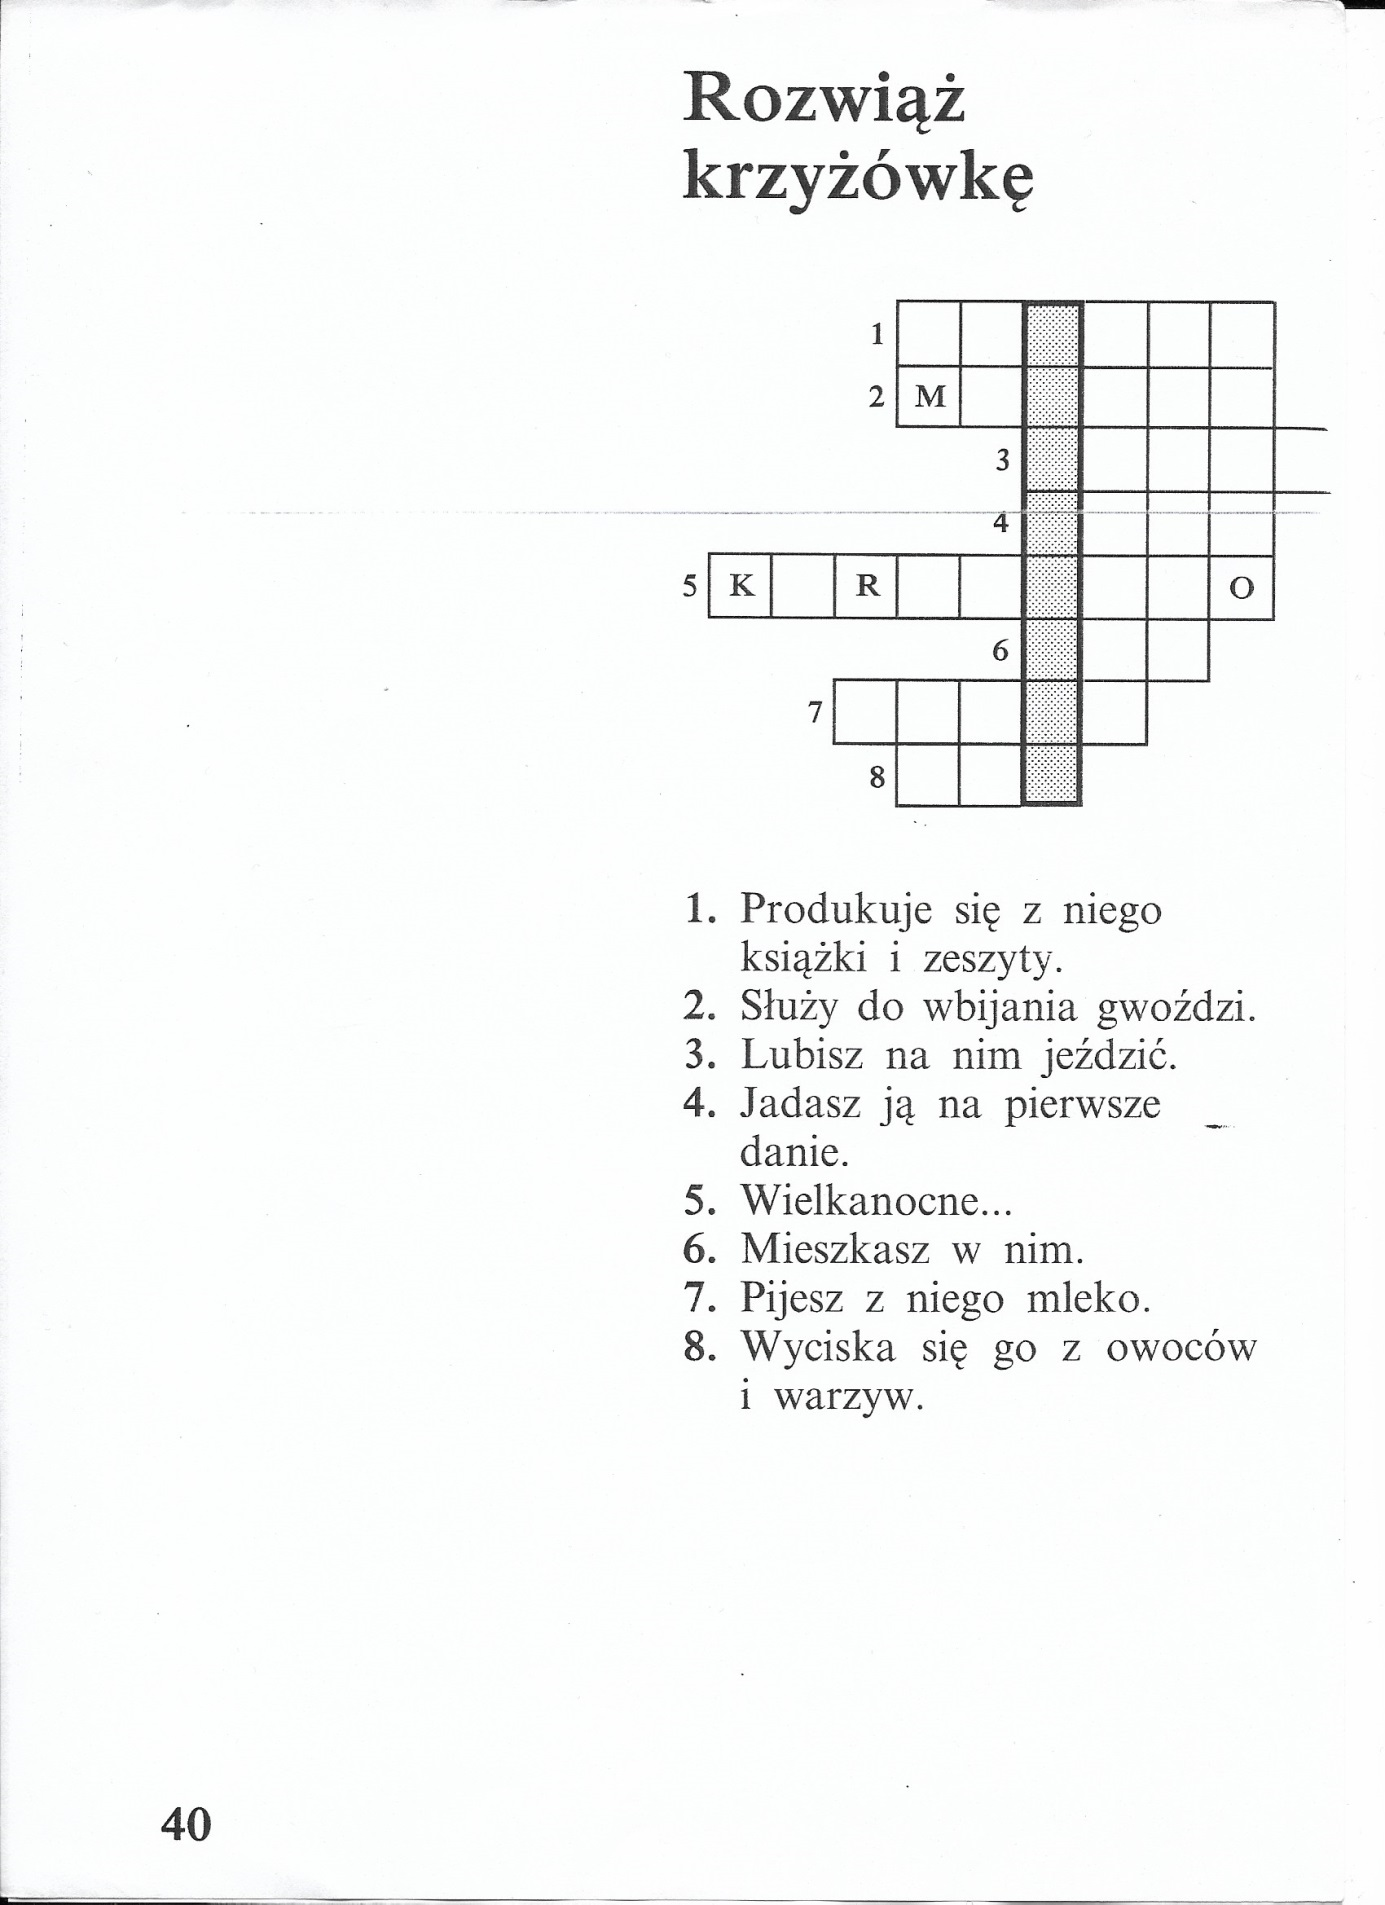 Rozwiąż
krzyżówkę
1
2 M
3
4
5 K R O
6
7
8
1. Produkuje się z niego
książki i zeszyty.
2. Służy do wbijania gwoździ.
3. Lubisz na nim jeździć.
4. Jadasz ją na pierwsze
danie.
5. Wielkanocne...
6. Mieszkasz w nim.
7. Pijesz z niego mleko.
8. Wyciska się go z owoców
i warzyw.
40